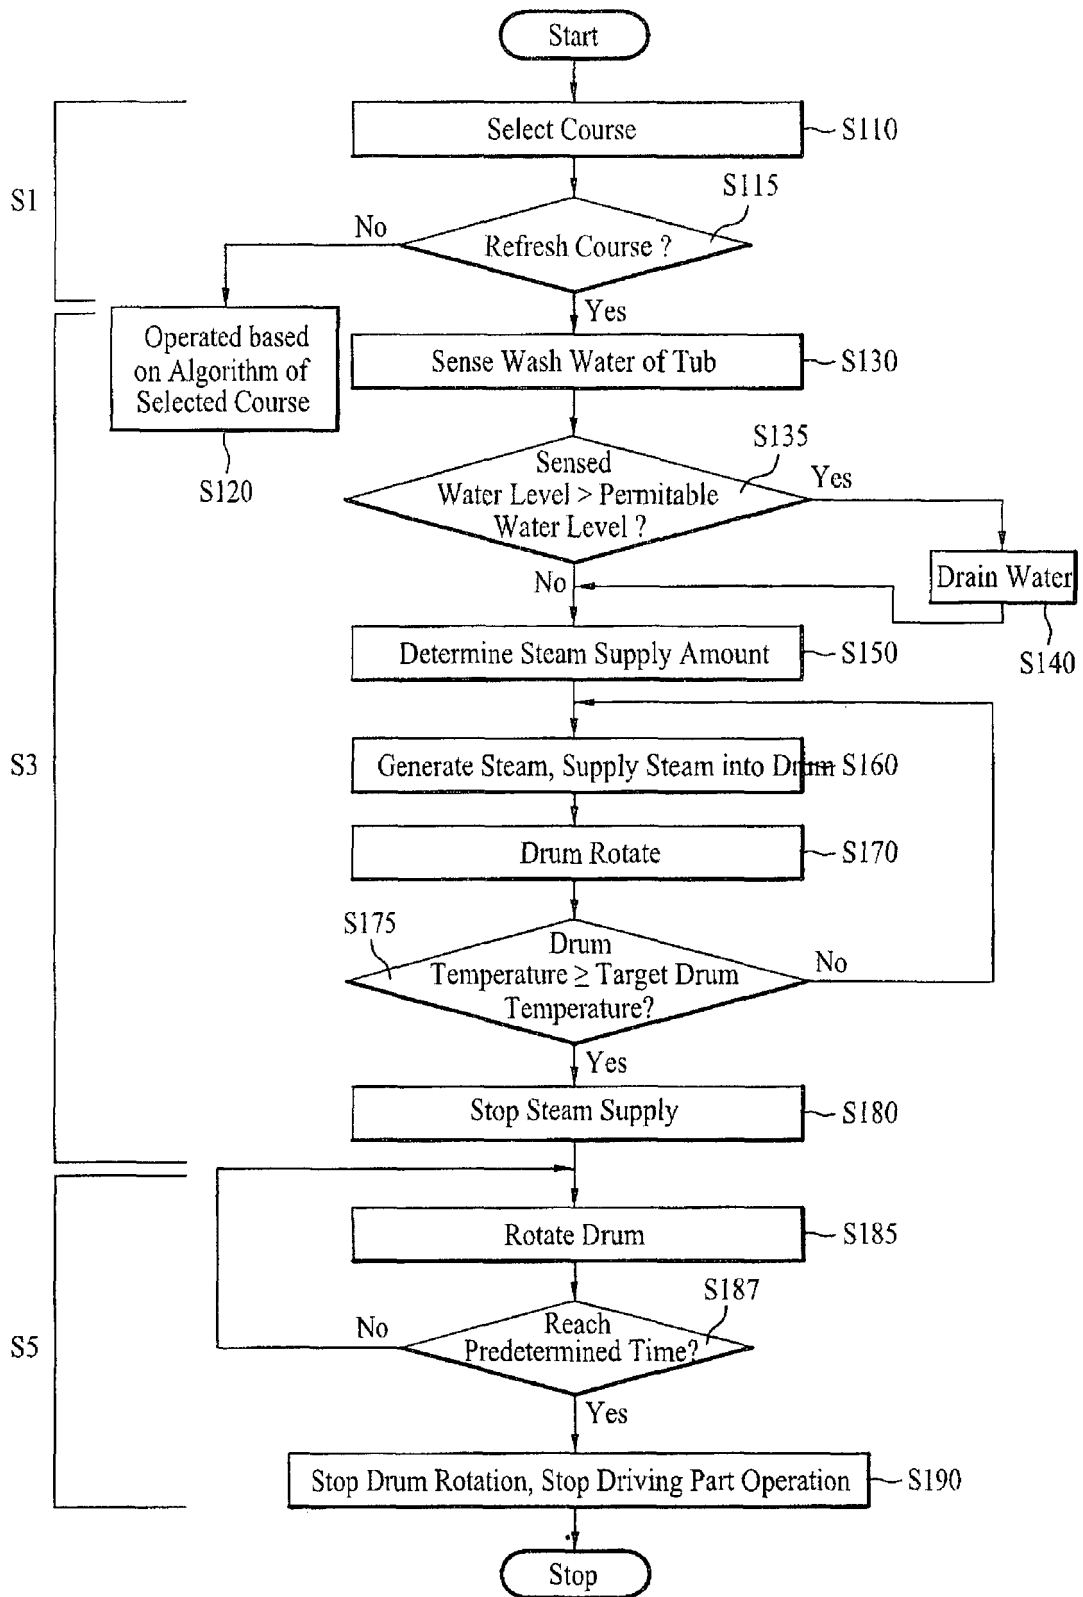 Start
Select Course
S110
S1
S115
No
Refresh Course ?
Yes
Operated based
on Algorithm of
Selected Course
S120
Sense Wash Water of Tub
S130
S135
Sensed
Water Level > Permitable
Water Level ?
Yes
Drain Water
S140
No
Determine Steam Supply Amount
S150
S3
Generate Steam, Supply Steam into Drum
S160
Drum Rotate
S170
S175
Drum
Temperature ≥ Target Drum
Temperature?
No
Yes
Stop Steam Supply
S180
Rotate Drum
S185
S187
S5
No
Reach
Predetermined Time?
Yes
Stop Drum Rotation, Stop Driving Part Operation
S190
Stop